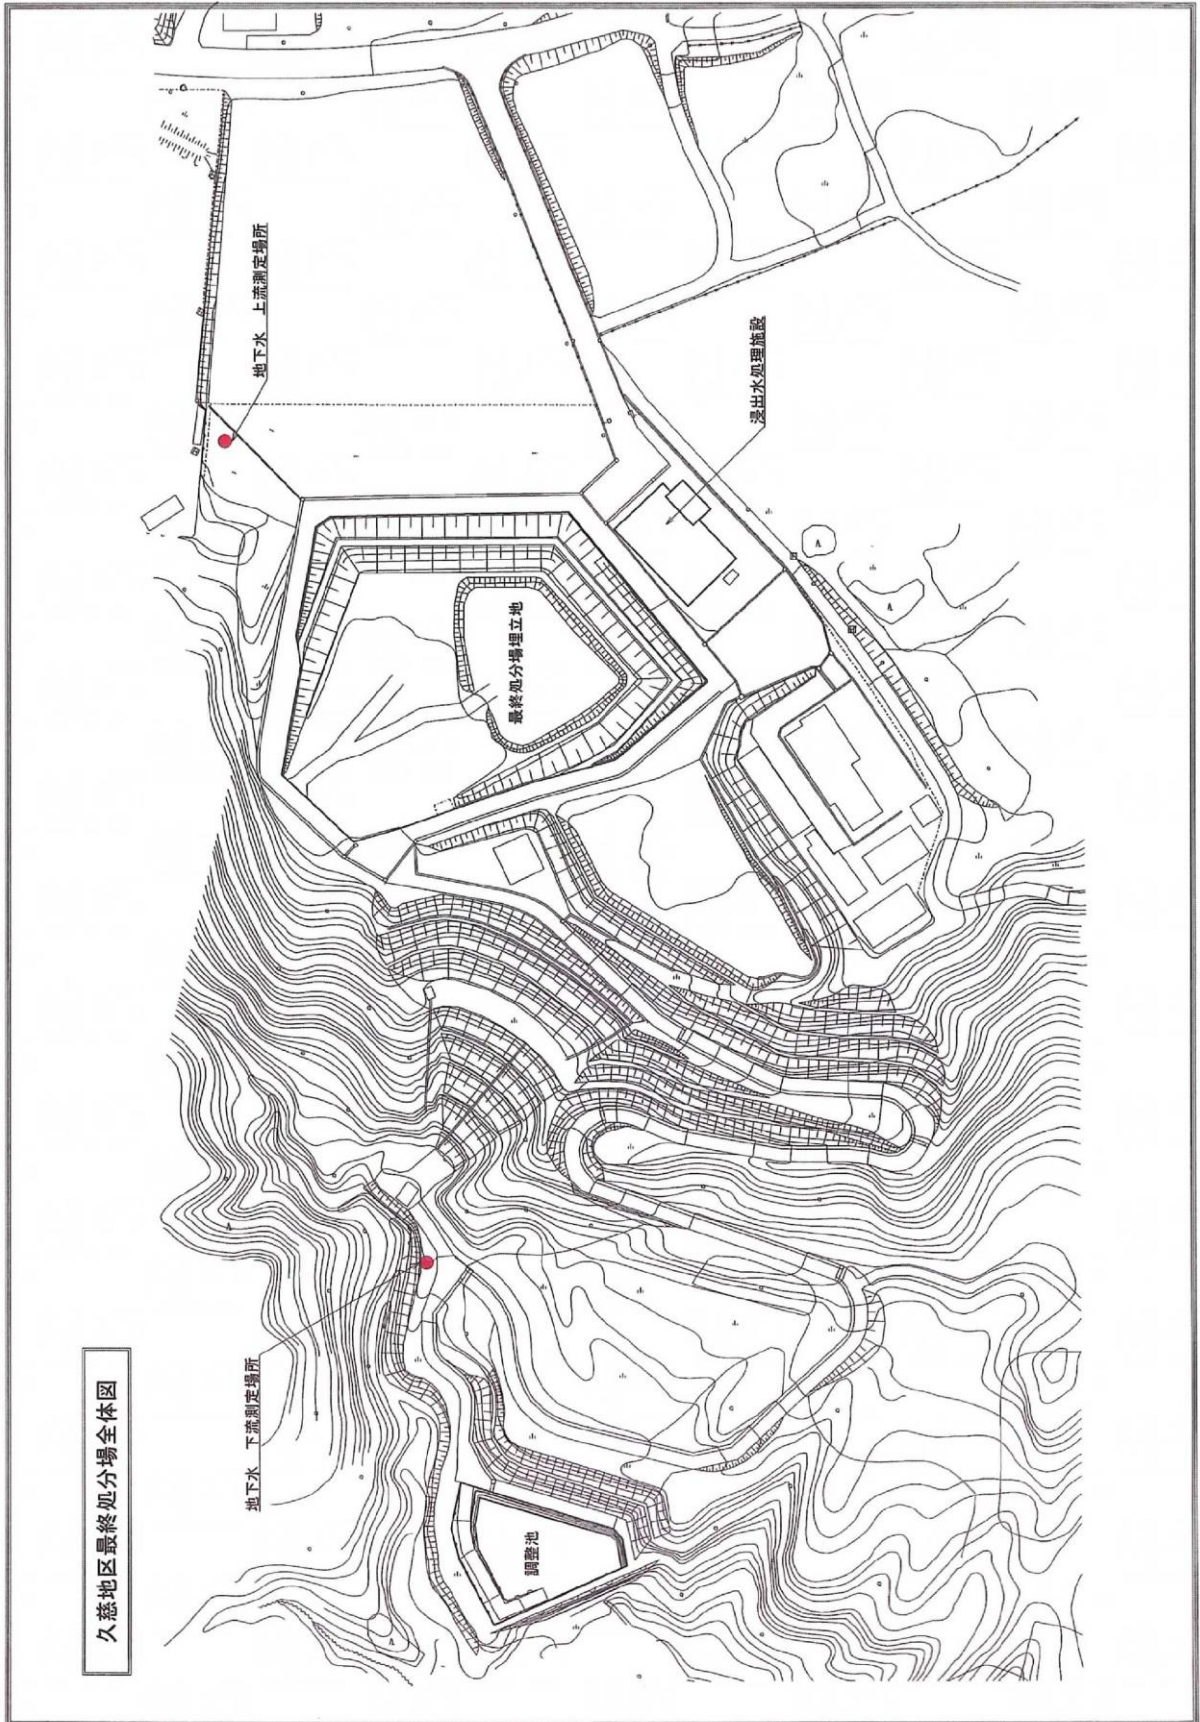 久慈地区最終処分場全体図
地下水 上流測定場所
浸出水処理施設
最終処分場埋立地
地下水 下流測定場所
調整池